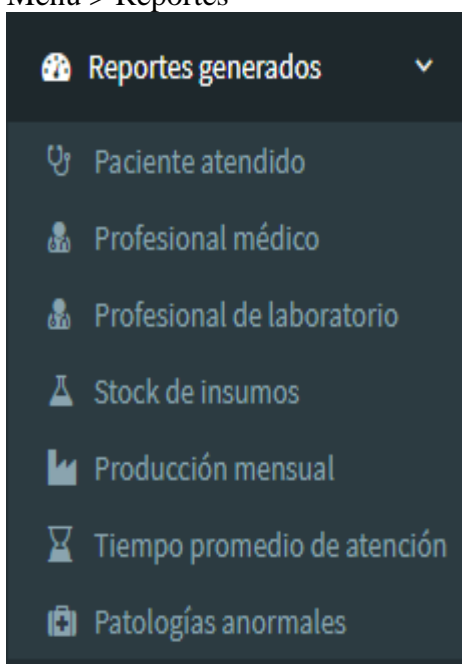 Menú > Reportes
Reportes generados
Paciente atendido
Profesional médico
Profesional de laboratorio
Stock de insumos
Producción mensual
Tiempo promedio de atención
Patologías anormales